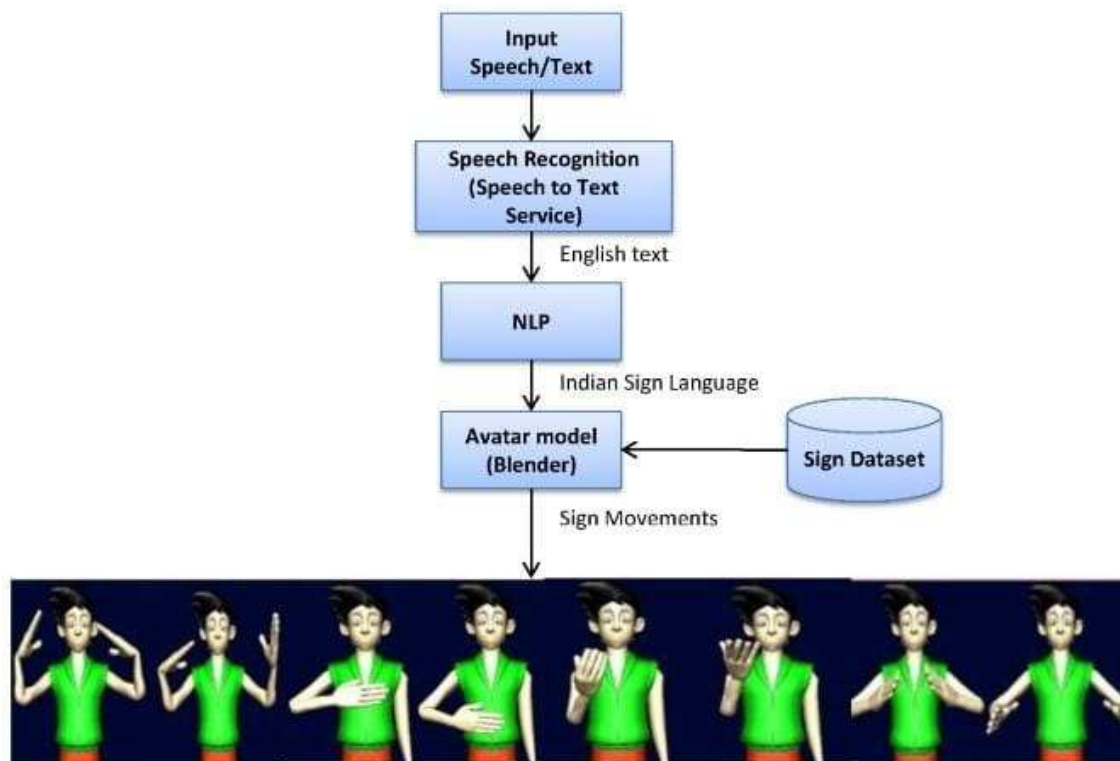 Input
Speech/Text
Speech Recognition
(Speech to Text
Service)
English text
NLP
Indian Sign Language
Avatar model
(Blender)
Sign Dataset
Sign Movements